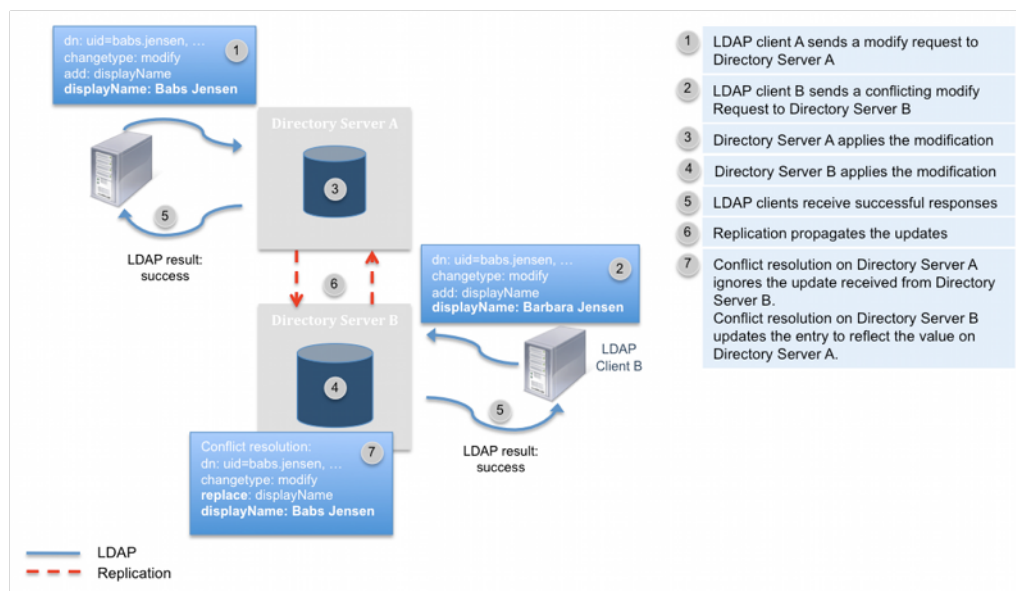 dn: uid=babs.jensen, …
changetype: modify
add: displayName
displayName: Babs Jensen
1
Directory Server A
3
5
LDAP result:
success
6
dn: uid=babs.jensen, …
changetype: modify
add: displayName
displayName: Barbara Jensen
2
Directory Server B
4
LDAP
Client B
5
LDAP result:
success
Conflict resolution:
dn: uid=babs.jensen, …
changetype: modify
replace: displayName
displayName: Babs Jensen
7
LDAP
Replication
1 LDAP client A sends a modify request to
Directory Server A
2 LDAP client B sends a conflicting modify
Request to Directory Server B
3 Directory Server A applies the modification
4 Directory Server B applies the modification
5 LDAP clients receive successful responses
6 Replication propagates the updates
7 Conflict resolution on Directory Server A
ignores the update received from Directory
Server B.
Conflict resolution on Directory Server B
updates the entry to reflect the value on
Directory Server A.